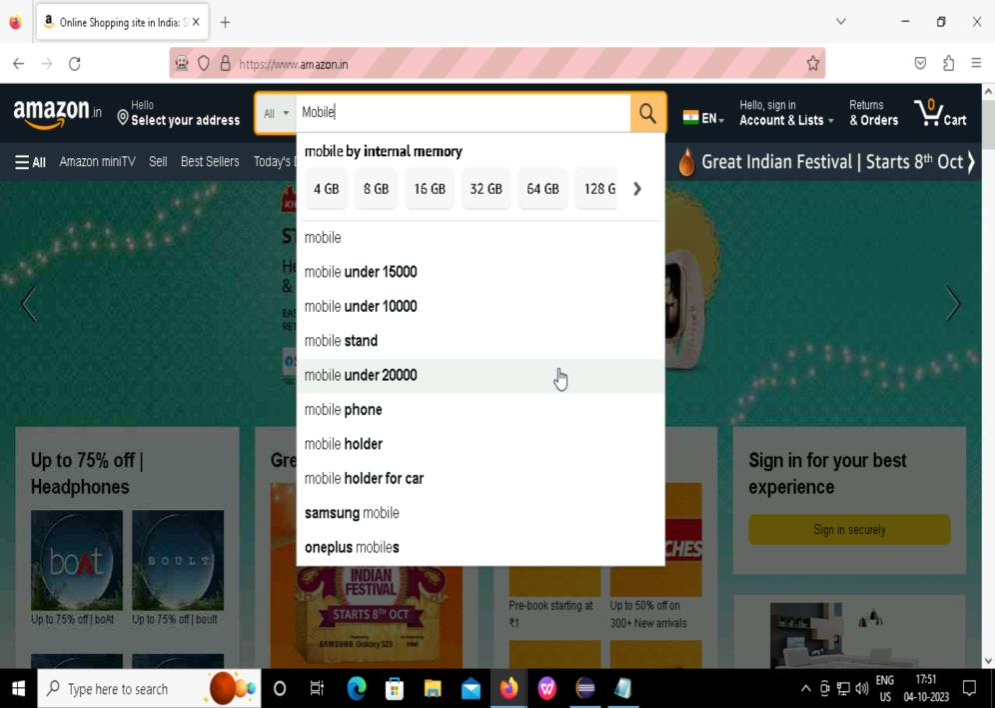 Online Shopping site in India:
https://www.amazon.in
amazon.in
Hello
Select your address
All
Mobile
EN
Hello, sign in
Account & Lists
Returns
& Orders
0
Cart
All
Amazon miniTV
Sell
Best Sellers
Today's
Great Indian Festival | Starts 8th Oct
mobile by internal memory
4 GB
8 GB
16 GB
32 GB
64 GB
128 G
mobile
mobile under 15000
mobile under 10000
mobile stand
mobile under 20000
mobile phone
mobile holder
mobile holder for car
samsung mobile
oneplus mobiles
Up to 75% off |
Headphones
boAt
BOULT
Up to 75% off | boAt
Up to 75% off | boult
Gre
INDIAN
FESTIVAL
STARTS 8TH OCT
SAMSUNG Galaxy S23
intel
CHES
Pre-book starting at
₹1
Up to 50% off on
300+ New arrivals
Sign in for your best
experience
Sign in securely
Type here to search
ENG
US
17:51
04-10-2023